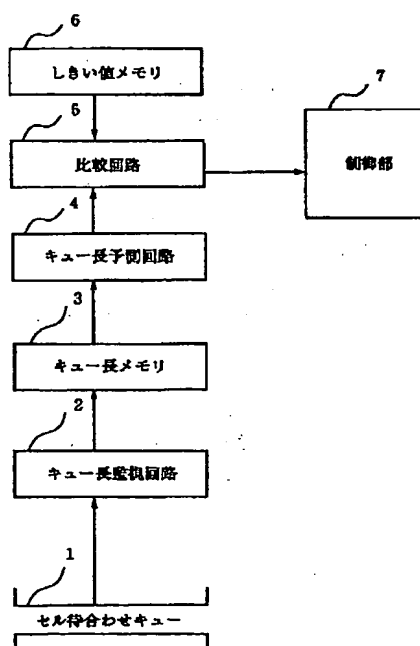 6
しきい値メモリ
7
5
比較回路
制御部
4
キュー長予測回路
3
キュー長メモリ
2
キュー長監視回路
1
セル待合わせキュー